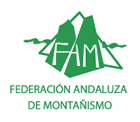 FAM
FEDERACIÓN ANDALUZA
DE MONTAÑISMO